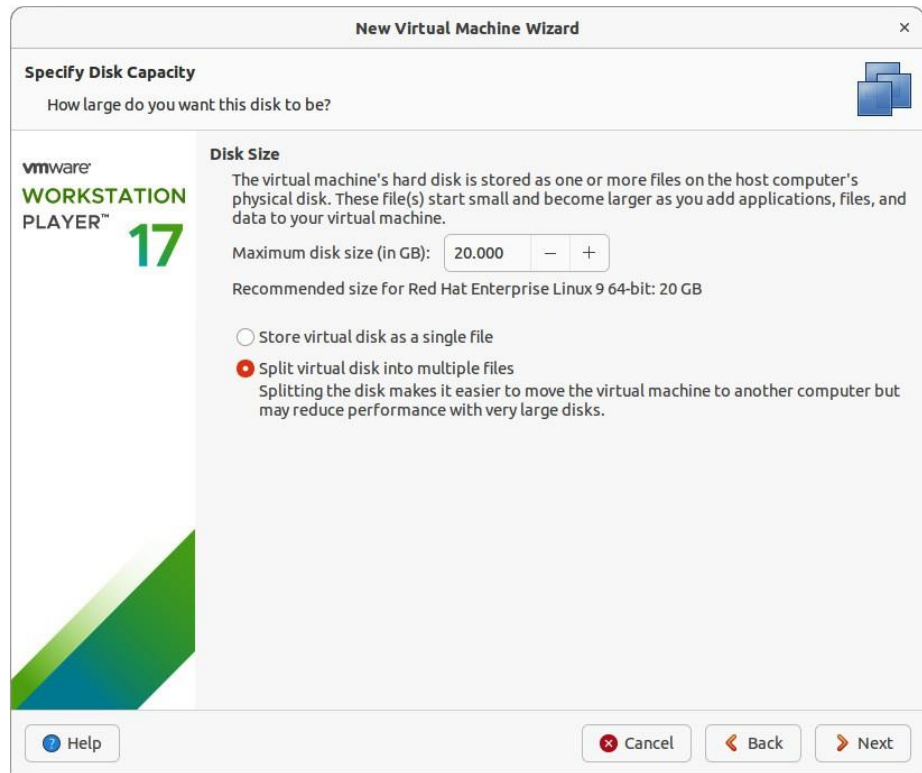 New Virtual Machine Wizard
Specify Disk Capacity
How large do you want this disk to be?
vmware
WORKSTATION
PLAYER™
17
Disk Size
The virtual machine's hard disk is stored as one or more files on the host computer's
physical disk. These file(s) start small and become larger as you add applications, files, and
data to your virtual machine.
Maximum disk size (in GB): 20.000 − +
Recommended size for Red Hat Enterprise Linux 9 64-bit: 20 GB
Store virtual disk as a single file
Split virtual disk into multiple files
Splitting the disk makes it easier to move the virtual machine to another computer but
may reduce performance with very large disks.
Help Cancel Back Next